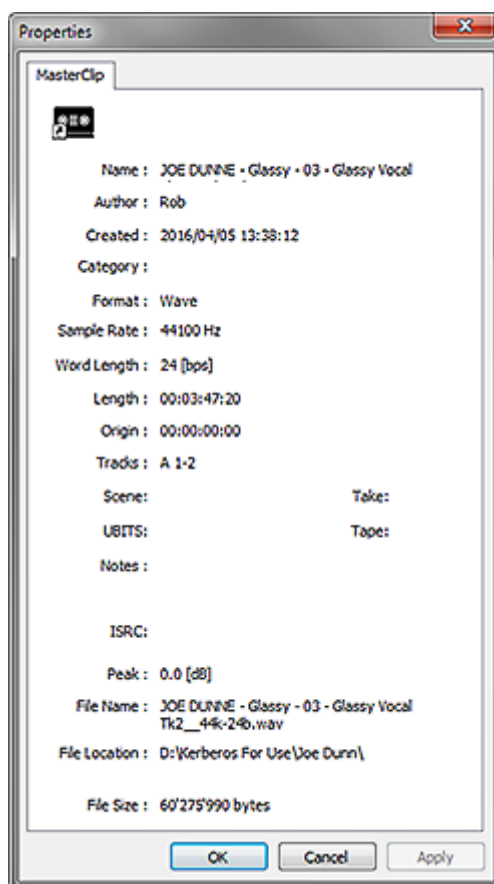 Properties
MasterClip
Name : JOE DUNNE - Glassy - 03 - Glassy Vocal
Author : Rob
Created : 2016/04/05 13:38:12
Category :
Format : Wave
Sample Rate : 44100 Hz
Word Length : 24 [bps]
Length : 00:03:47:20
Origin : 00:00:00:00
Tracks : A 1-2
Scene: Take:
UBITS: Tape:
Notes :
ISRC:
Peak : 0.0 [dB]
File Name : JOE DUNNE - Glassy - 03 - Glassy Vocal
Tk2__44k-24b.wav
File Location : D:\Kerberos For Use\Joe Dunn\
File Size : 60'275'990 bytes
OK Cancel Apply